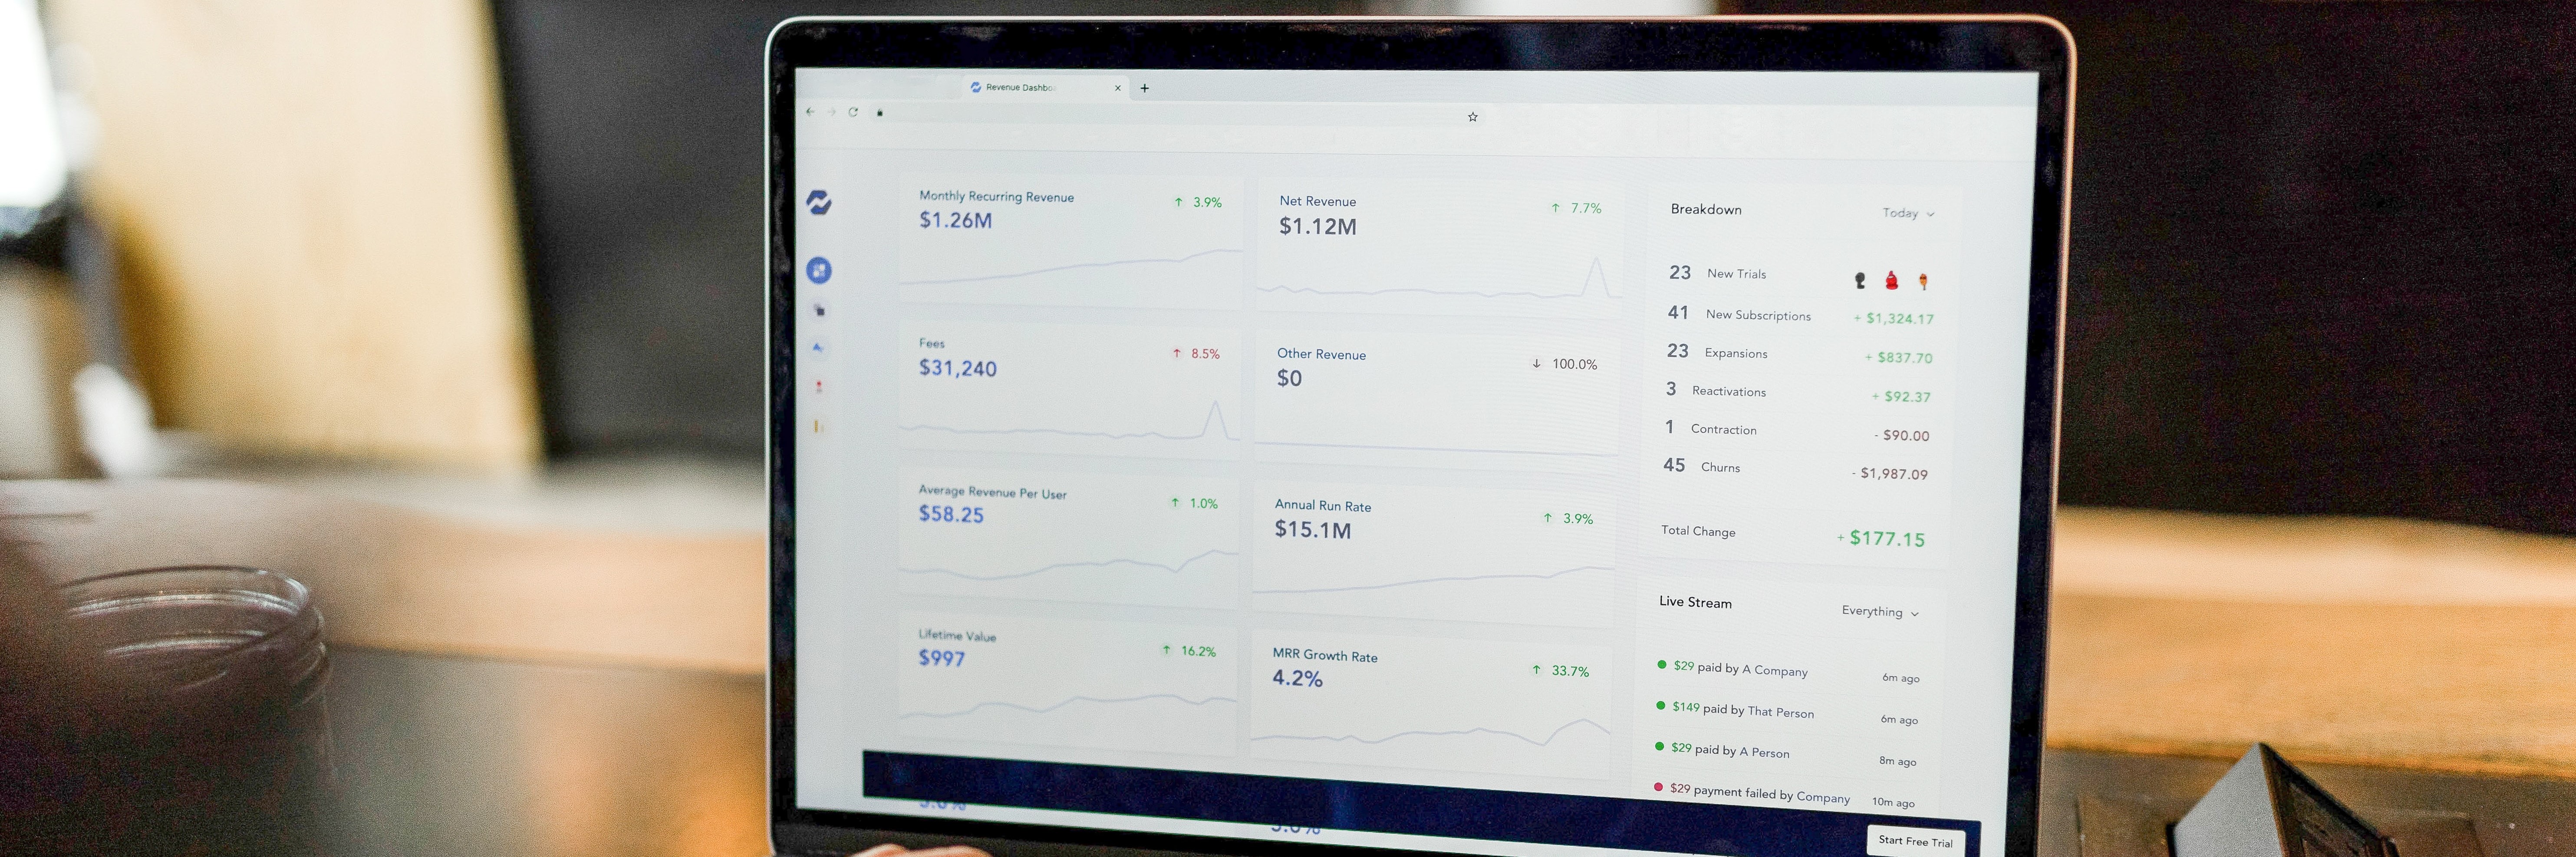 Revenue Dashbo
Monthly Recurring Revenue
↑ 3.9%
$1.26M
Net Revenue
↑ 7.7%
$1.12M
Fees
↑ 8.5%
$31,240
Other Revenue
↓ 100.0%
$0
Average Revenue Per User
↑ 1.0%
$58.25
Annual Run Rate
↑ 3.9%
$15.1M
Lifetime Value
↑ 16.2%
$997
MRR Growth Rate
↑ 33.7%
4.2%
Breakdown
Today
23 New Trials
41 New Subscriptions + $1,324.17
23 Expansions + $837.70
3 Reactivations + $92.37
1 Contraction - $90.00
45 Churns - $1,987.09
Total Change + $177.15
Live Stream
Everything
$29 paid by A Company 6m ago
$149 paid by That Person 6m ago
$29 paid by A Person 8m ago
$29 payment failed by Company 10m ago
Start Free Trial